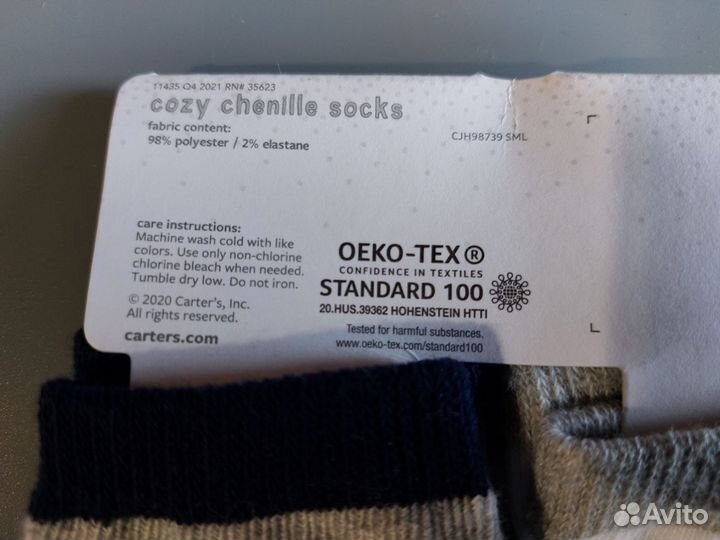 11435 Q4 2021 RN# 35623
cozy chenille socks
fabric content:
98% polyester / 2% elastane
CJH98739 SML
care instructions:
Machine wash cold with like
colors. Use only non-chlorine
chlorine bleach when needed.
Tumble dry low. Do not iron.
© 2020 Carter's, Inc.
All rights reserved.
carters.com
OEKO-TEX®
CONFIDENCE IN TEXTILES
STANDARD 100
20.HUS.39362 HOHENSTEIN HTTI
Tested for harmful substances.
www.oeko-tex.com/standard100
Avito